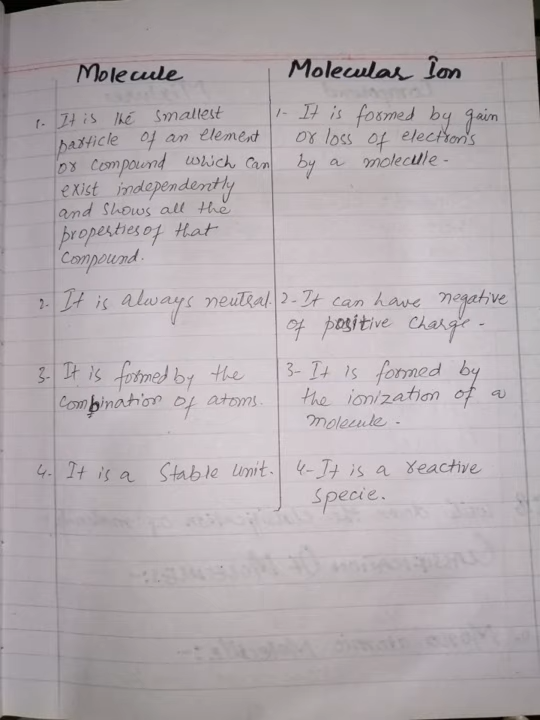 Molecule
1- It is the smallest
particle of an element
or compound which can
exist independently
and shows all the
properties of that
compound.
2- It is always neutral.
3- It is formed by the
combination of atoms.
4- It is a Stable unit.
Molecular Ion
1- It is formed by gain
or loss of electrons
by a molecule -
2- It can have negative
of positive charge -
3- It is formed by
the ionization of a
molecule -
4- It is a reactive
specie.